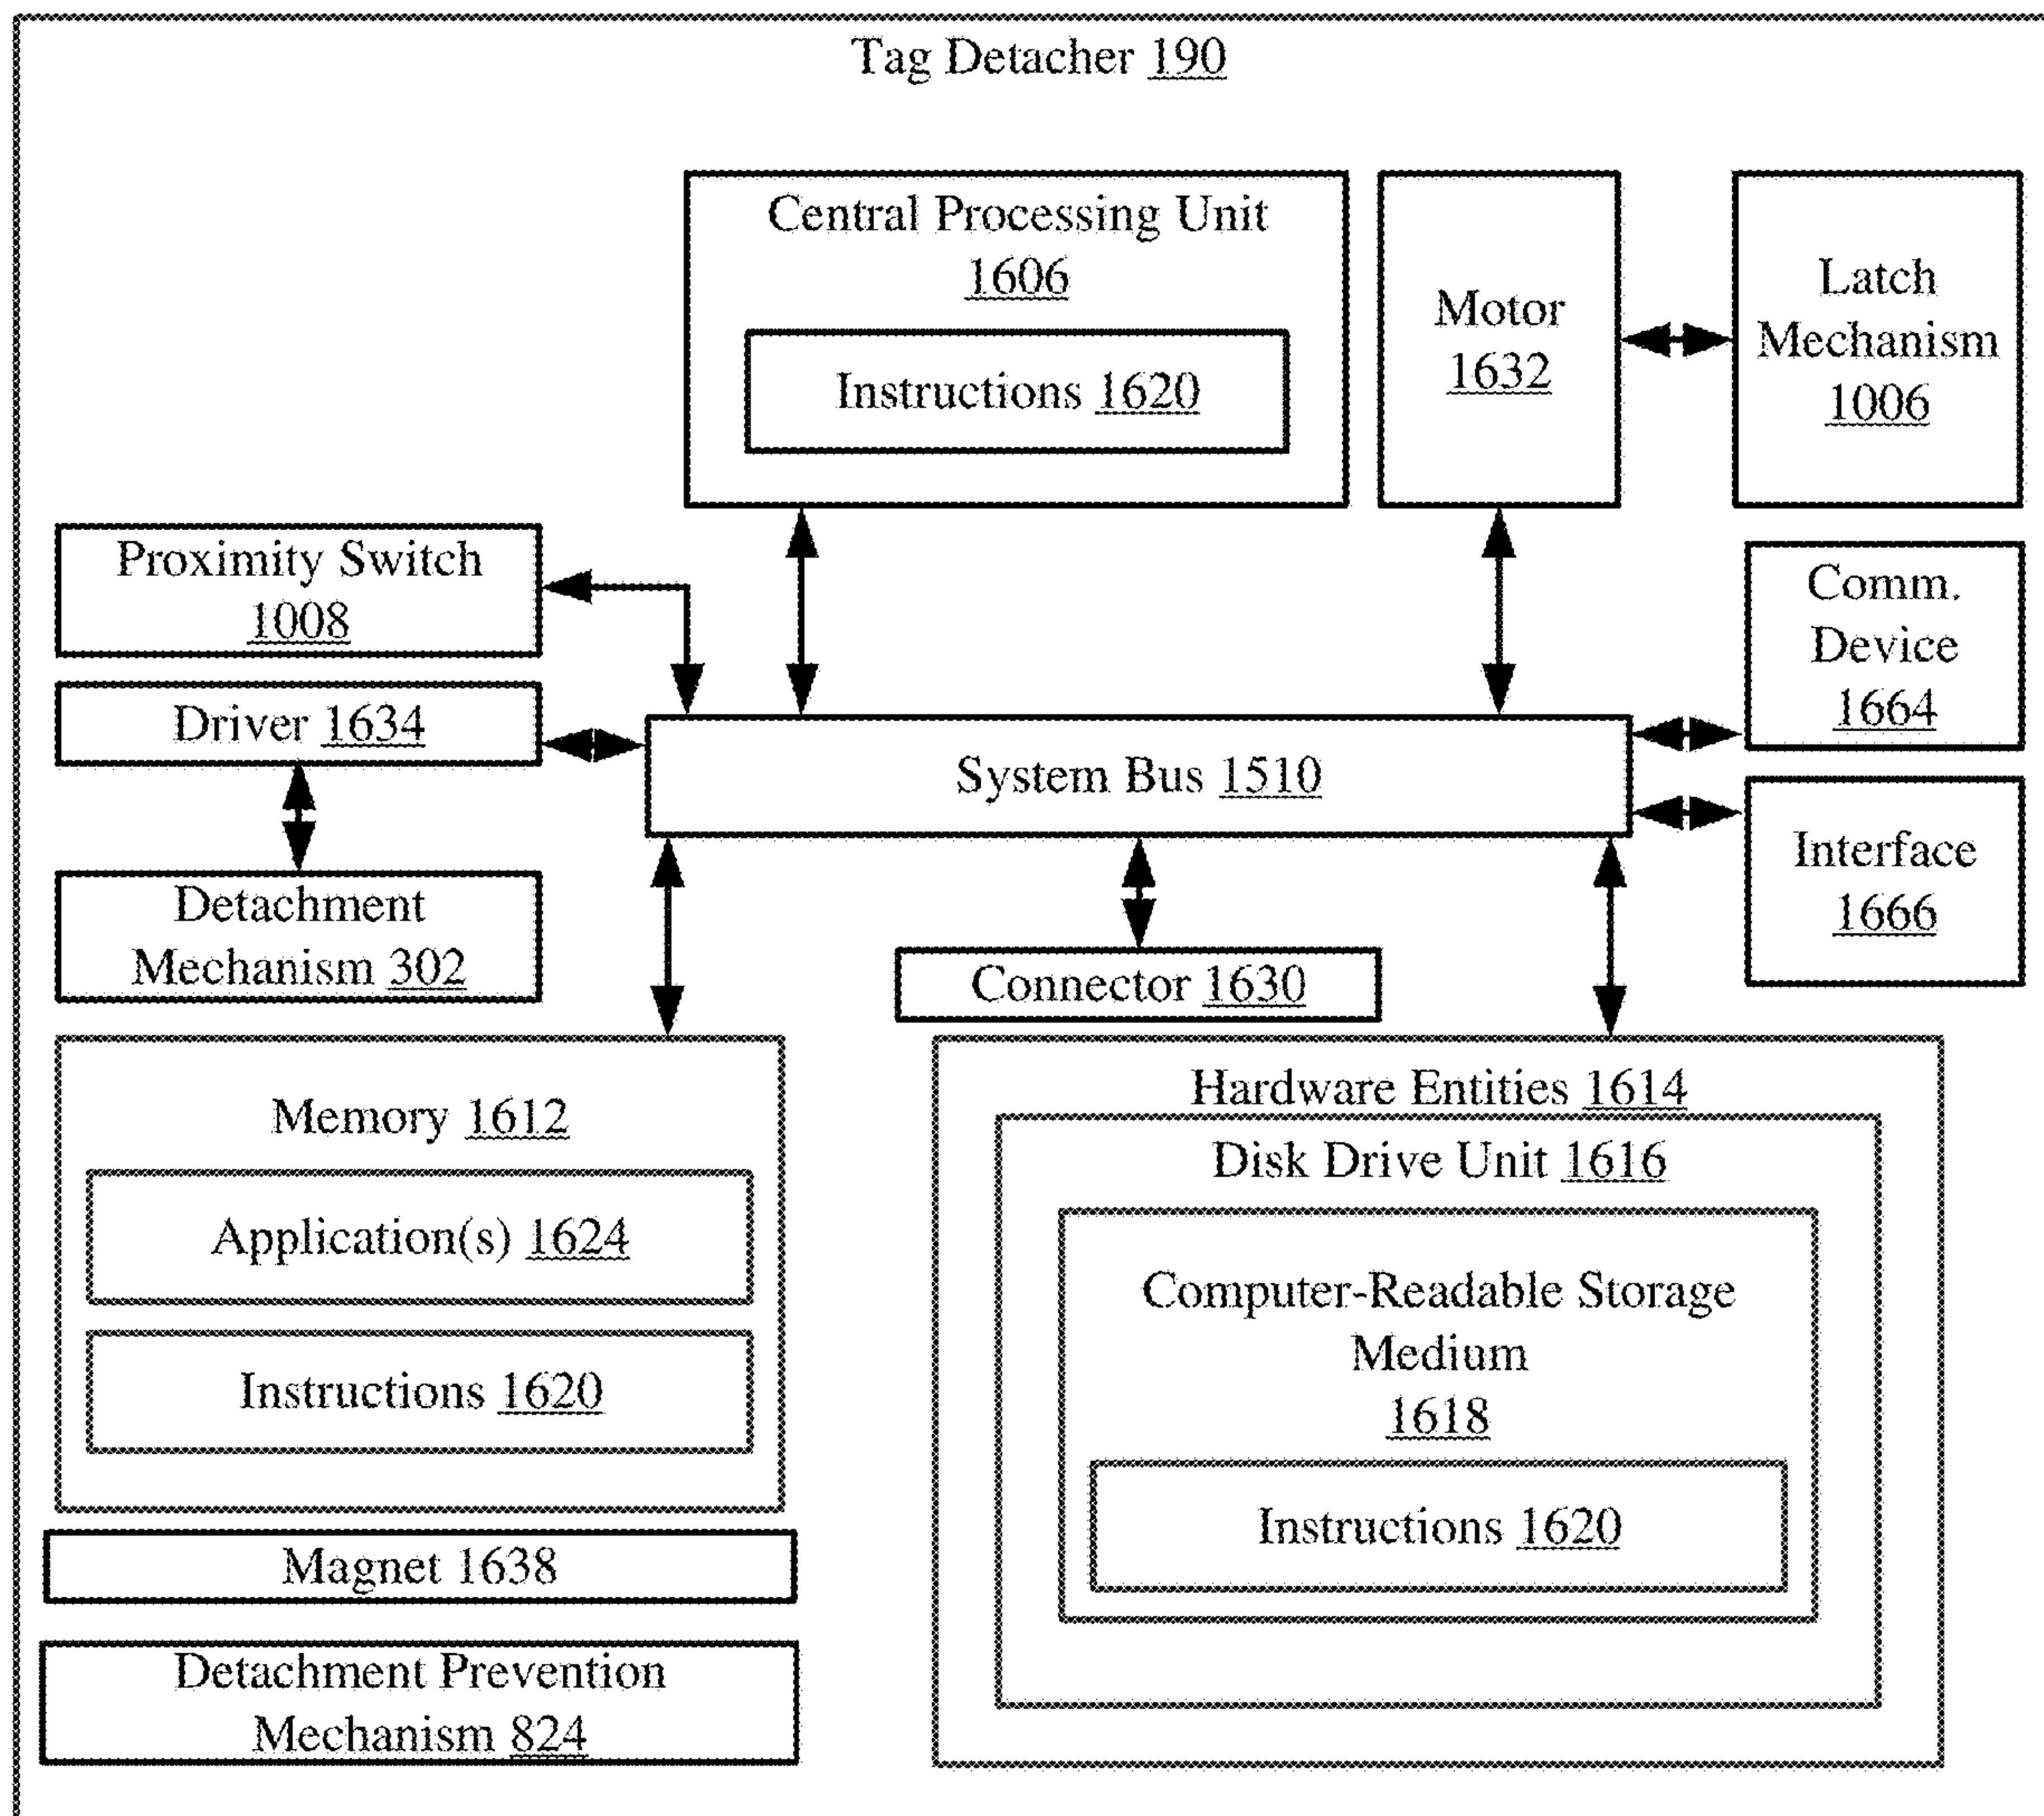 Tag Detacher 190
Central Processing Unit
1606
Instructions 1620
Motor
1632
Latch
Mechanism
1006
Proximity Switch
1008
Comm.
Device
1664
Driver 1634
System Bus 1510
Interface
1666
Detachment
Mechanism 302
Connector 1630
Memory 1612
Application(s) 1624
Instructions 1620
Hardware Entities 1614
Disk Drive Unit 1616
Computer-Readable Storage
Medium
1618
Instructions 1620
Magnet 1638
Detachment Prevention
Mechanism 824